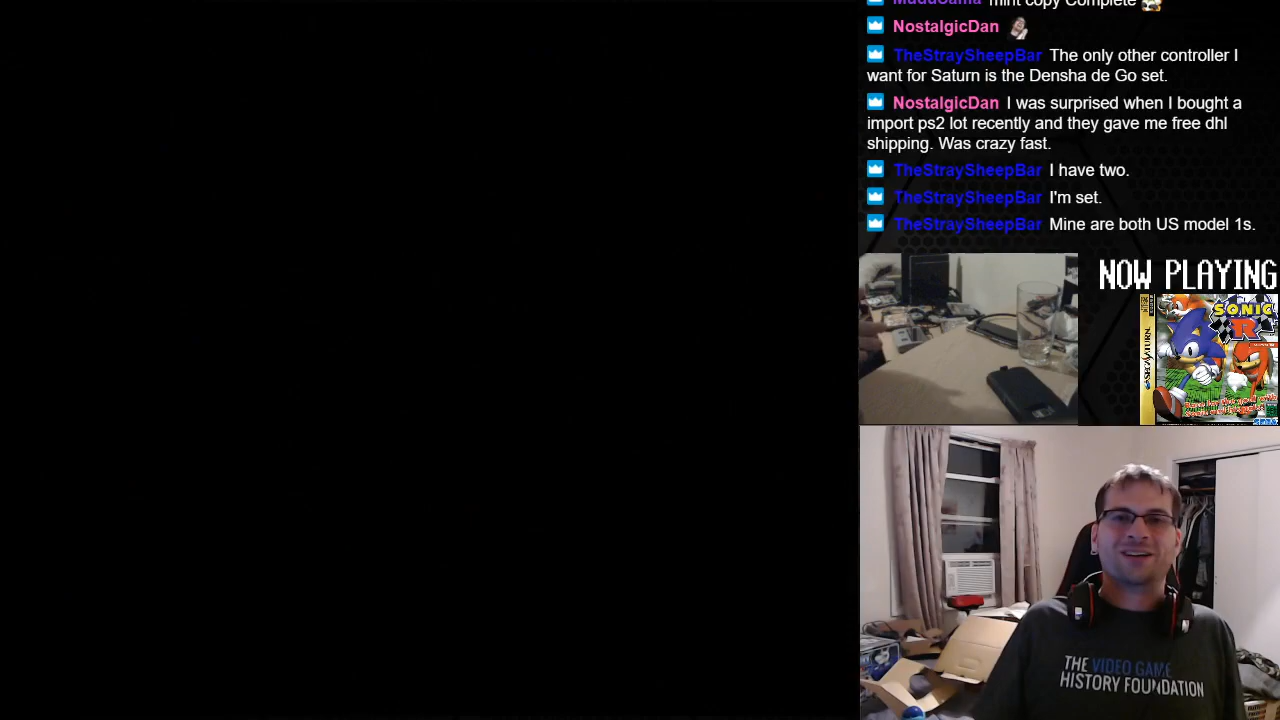 mint copy Complete
NostalgicDan
TheStraySheepBar The only other controller I
want for Saturn is the Densha de Go set.
NostalgicDan I was surprised when I bought a
import ps2 lot recently and they gave me free dhl
shipping. Was crazy fast.
TheStraySheepBar I have two.
TheStraySheepBar I'm set.
TheStraySheepBar Mine are both US model 1s.
NOW PLAYING
SONIC
R
SEGA SATURN
SEGA
THE VIDEO GAME
HISTORY FOUNDATION